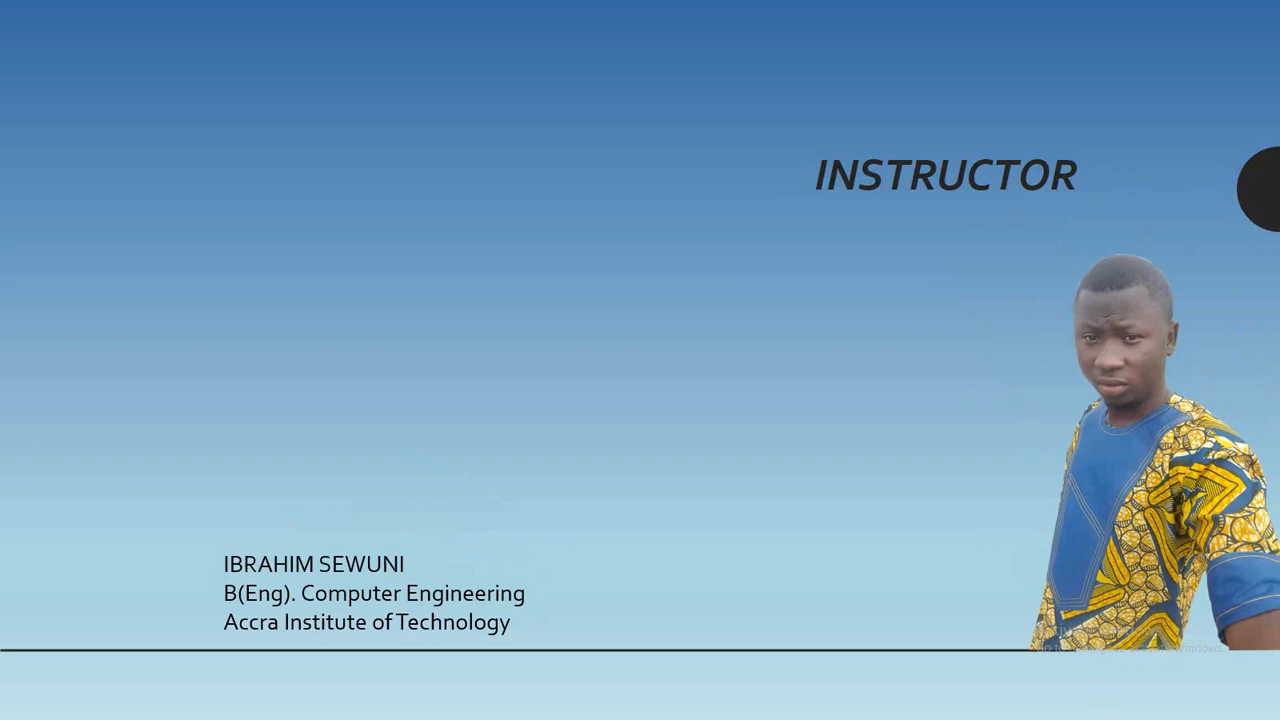 INSTRUCTOR
IBRAHIM SEWUNI
B(Eng). Computer Engineering
Accra Institute of Technology